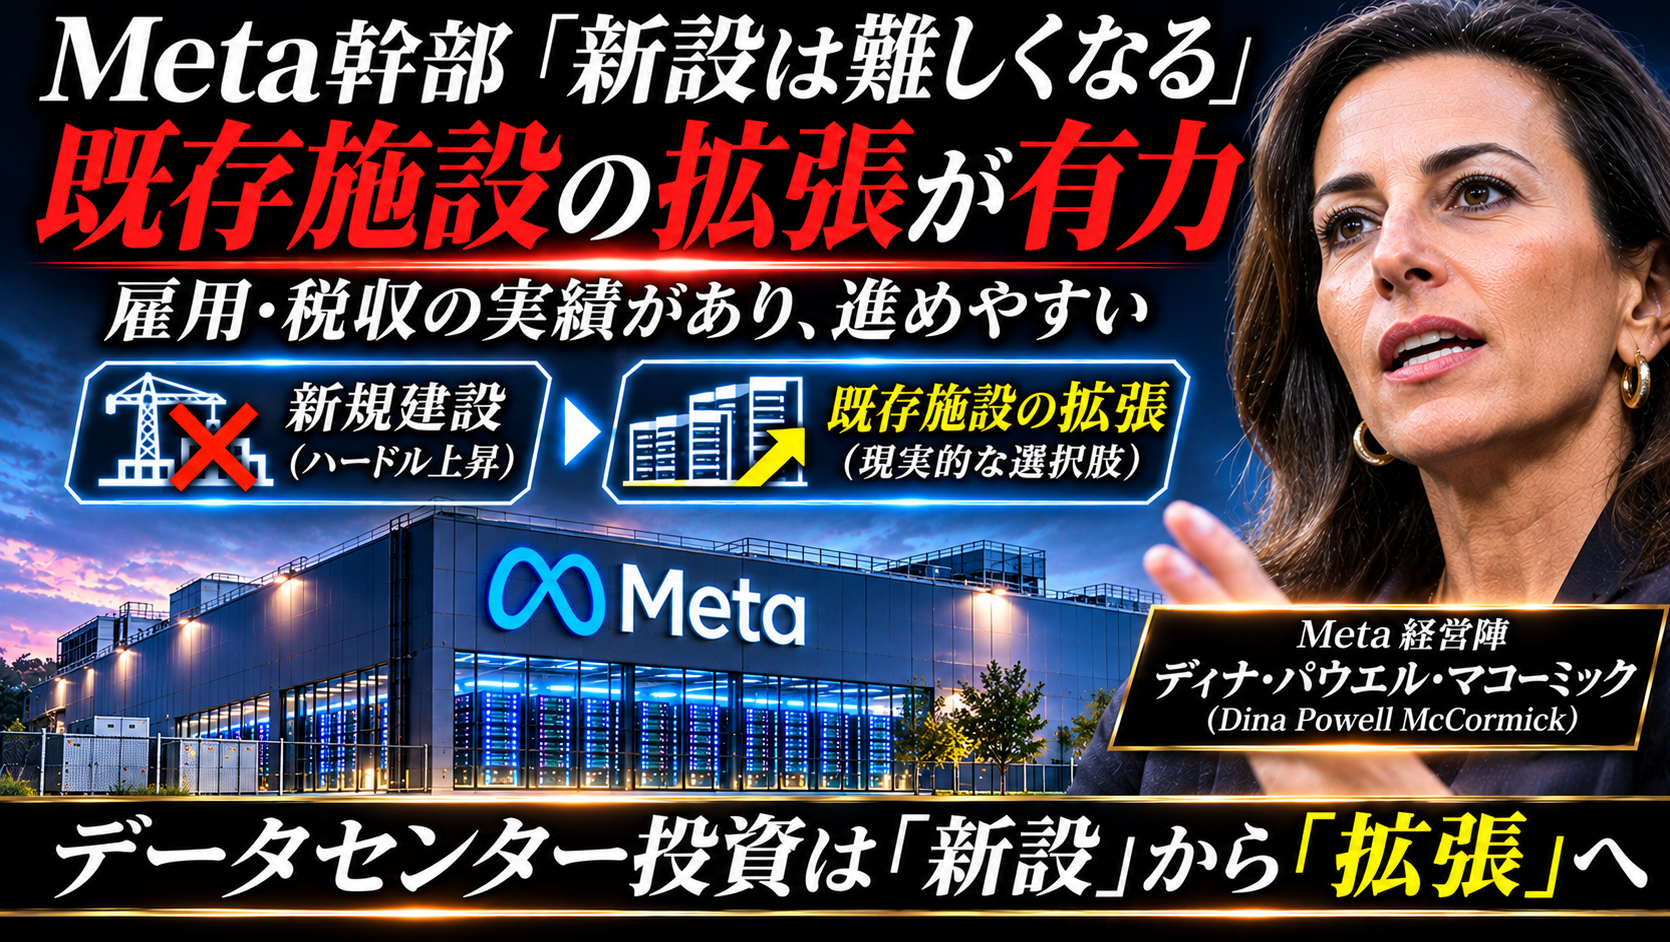 Meta幹部「新設は難しくなる」
既存施設の拡張が有力
雇用・税収の実績があり、進めやすい
新規建設
(ハードル上昇)
既存施設の拡張
(現実的な選択肢)
Meta
Meta 経営陣
ディナ・パウエル・マコーミック
(Dina Powell McCormick)
データセンター投資は「新設」から「拡張」へ